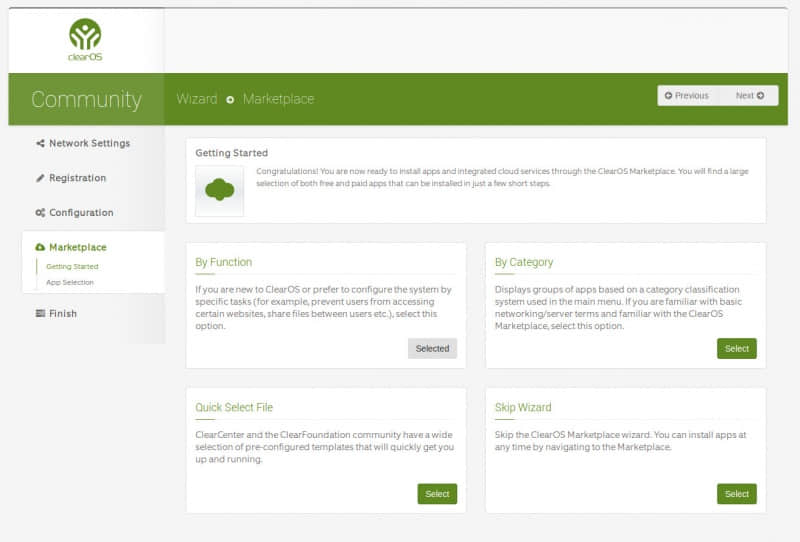 clearOS
Community
Wizard Marketplace
Previous Next
Network Settings
Registration
Configuration
Marketplace
Getting Started
App Selection
Finish
Getting Started
Congratulations! You are now ready to install apps and integrated cloud services through the ClearOS Marketplace. You will find a large
selection of both free and paid apps that can be installed in just a few short steps.
By Function
If you are new to ClearOS or prefer to configure the system by
specific tasks (for example, prevent users from accessing
certain websites, share files between users etc.), select this
option.
Selected
By Category
Displays groups of apps based on a category classification
system used in the main menu. If you are familiar with basic
networking/server terms and familiar with the ClearOS
Marketplace, select this option.
Select
Quick Select File
ClearCenter and the ClearFoundation community have a wide
selection of pre-configured templates that will quickly get you
up and running.
Select
Skip Wizard
Skip the ClearOS Marketplace wizard. You can install apps at
any time by navigating to the Marketplace.
Select